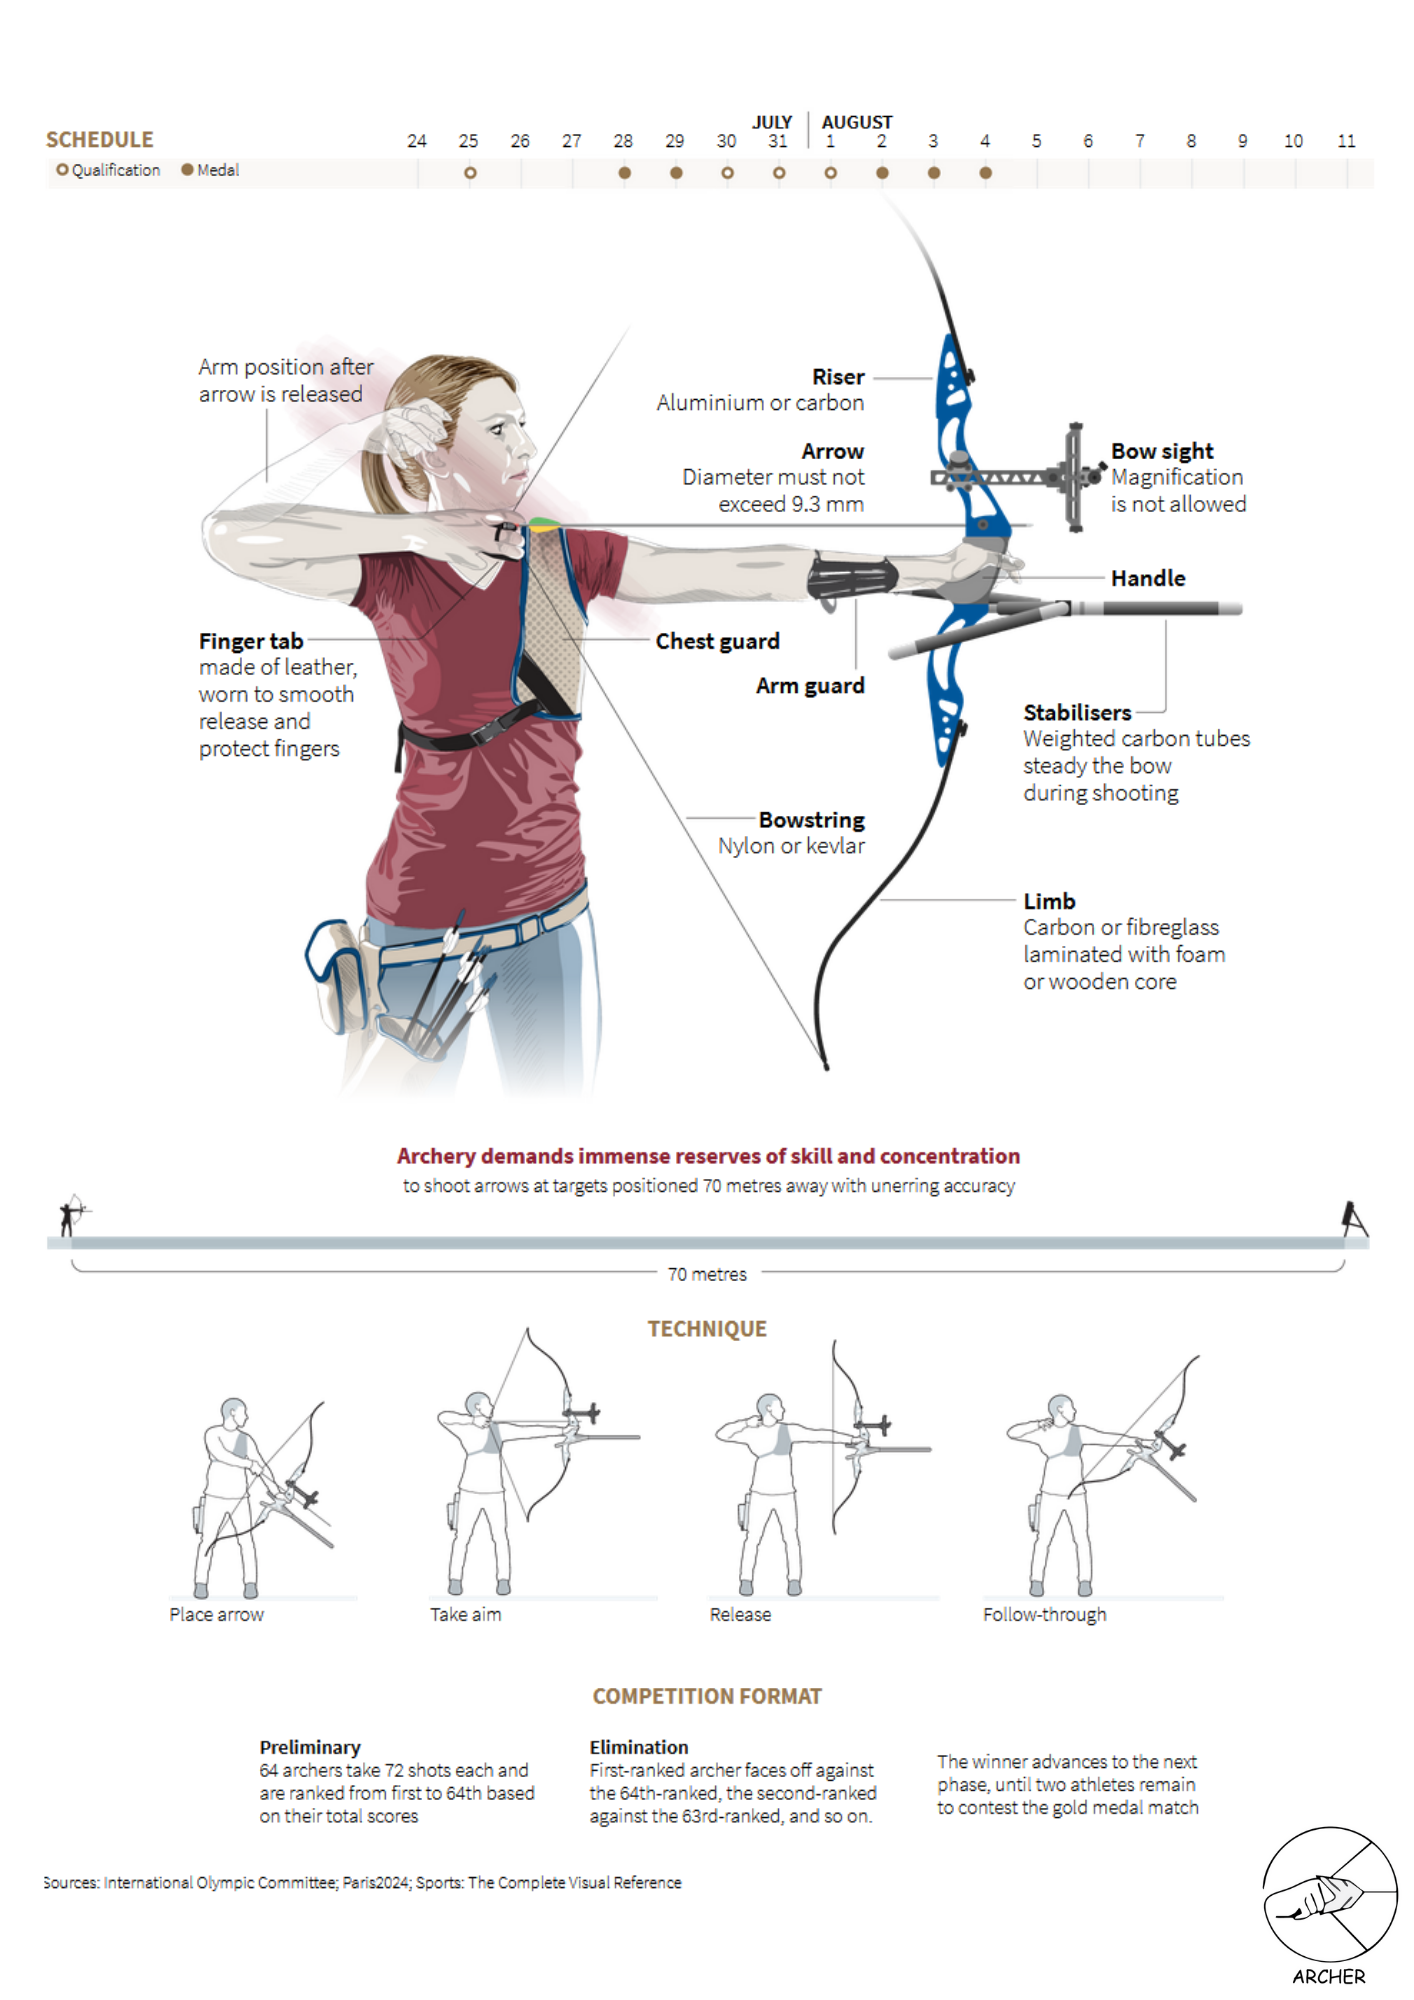 JULY AUGUST
SCHEDULE 24 25 26 27 28 29 30 31 1 2 3 4 5 6 7 8 9 10 11
Qualification Medal
Arm position after
arrow is released
Riser
Aluminium or carbon
Arrow
Diameter must not
exceed 9.3 mm
Bow sight
Magnification
is not allowed
Handle
Finger tab
made of leather,
worn to smooth
release and
protect fingers
Chest guard
Arm guard
Stabilisers
Weighted carbon tubes
steady the bow
during shooting
Bowstring
Nylon or kevlar
Limb
Carbon or fibreglass
laminated with foam
or wooden core
Archery demands immense reserves of skill and concentration
to shoot arrows at targets positioned 70 metres away with unerring accuracy
70 metres
TECHNIQUE
Place arrow
Take aim
Release
Follow-through
COMPETITION FORMAT
Preliminary
64 archers take 72 shots each and
are ranked from first to 64th based
on their total scores
Elimination
First-ranked archer faces off against
the 64th-ranked, the second-ranked
against the 63rd-ranked, and so on.
The winner advances to the next
phase, until two athletes remain
to contest the gold medal match
Sources: International Olympic Committee; Paris2024; Sports: The Complete Visual Reference
ARCHER